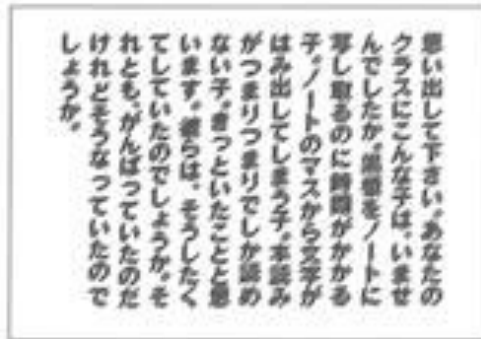 思い出して下さい。あなたの
クラスにこんな子は、いませ
んでしたか。黒板をノートに
写し取るのに時間がかかる
子。ノートのマスから文字が
はみ出してしまう子。本読み
がつまりつまりでしか読め
ない子。きっといたことと思
います。彼らは、そうしたく
てしていたのでしょうか。そ
れとも、がんばっていたのだ
けれどそうなっていたので
しょうか。